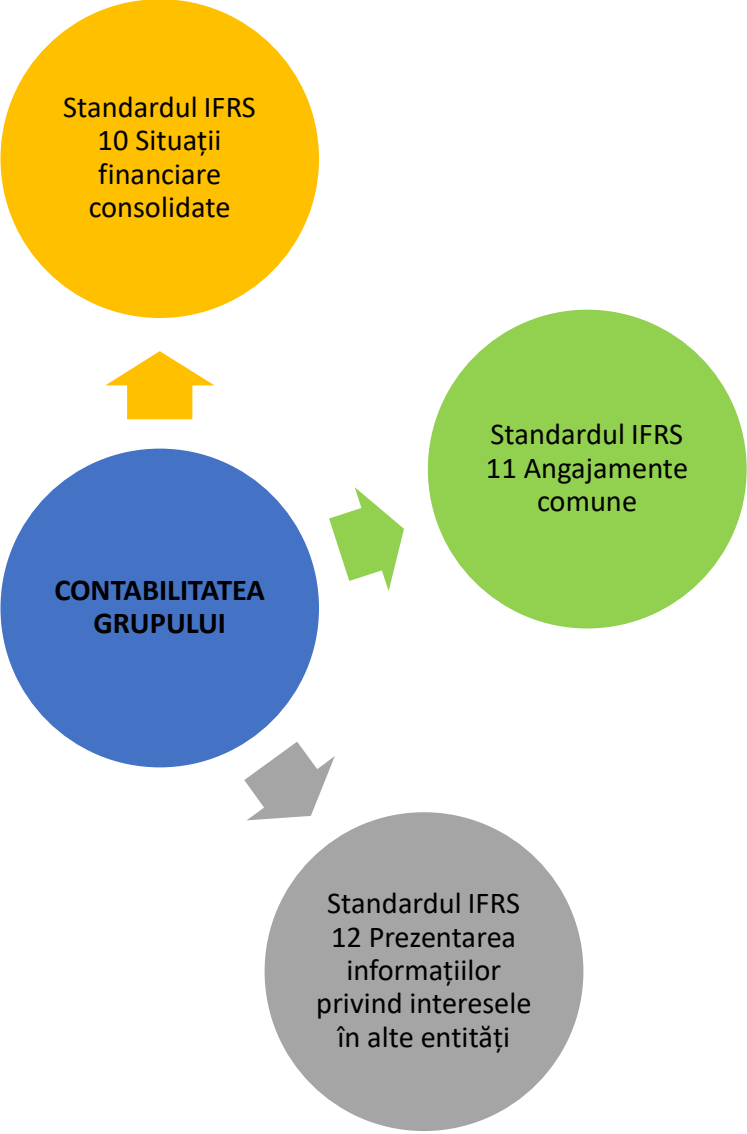 Standardul IFRS
10 Situații
financiare
consolidate
Standardul IFRS
11 Angajamente
comune
CONTABILITATEA
GRUPULUI
Standardul IFRS
12 Prezentarea
informațiilor
privind interesele
în alte entități